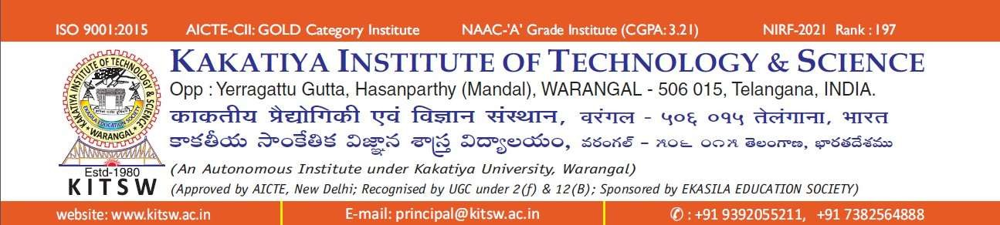 ISO 9001:2015 AICTE-CII: GOLD Category Institute NAAC-'A' Grade Institute (CGPA: 3.21) NIRF-2021 Rank : 197
KAKATIYA INSTITUTE OF TECHNOLOGY & SCIENCE
Opp : Yerragattu Gutta, Hasanparthy (Mandal), WARANGAL - 506 015, Telangana, INDIA.
काकतीय प्रैद्योगिकी एवं विज्ञान संस्थान, वरंगल - ५०६ ०१५ तेलंगाना, भारत
కాకతీయ సాంకేతిక విజ్ఞాన శాస్త్ర విద్యాలయం, వరంగల్ - ౫౦౬ ౦౧౫ తెలంగాణ, భారతదేశము
(An Autonomous Institute under Kakatiya University, Warangal)
(Approved by AICTE, New Delhi; Recognised by UGC under 2(f) & 12(B); Sponsored by EKASILA EDUCATION SOCIETY)
KAKATIYA INSTITUTE OF TECHNOLOGY & SCIENCE
EKASILA EDUCATION SOCIETY
WARANGAL
Estd-1980
KITSW
website: www.kitsw.ac.in E-mail: principal@kitsw.ac.in ✆ : +91 9392055211, +91 7382564888